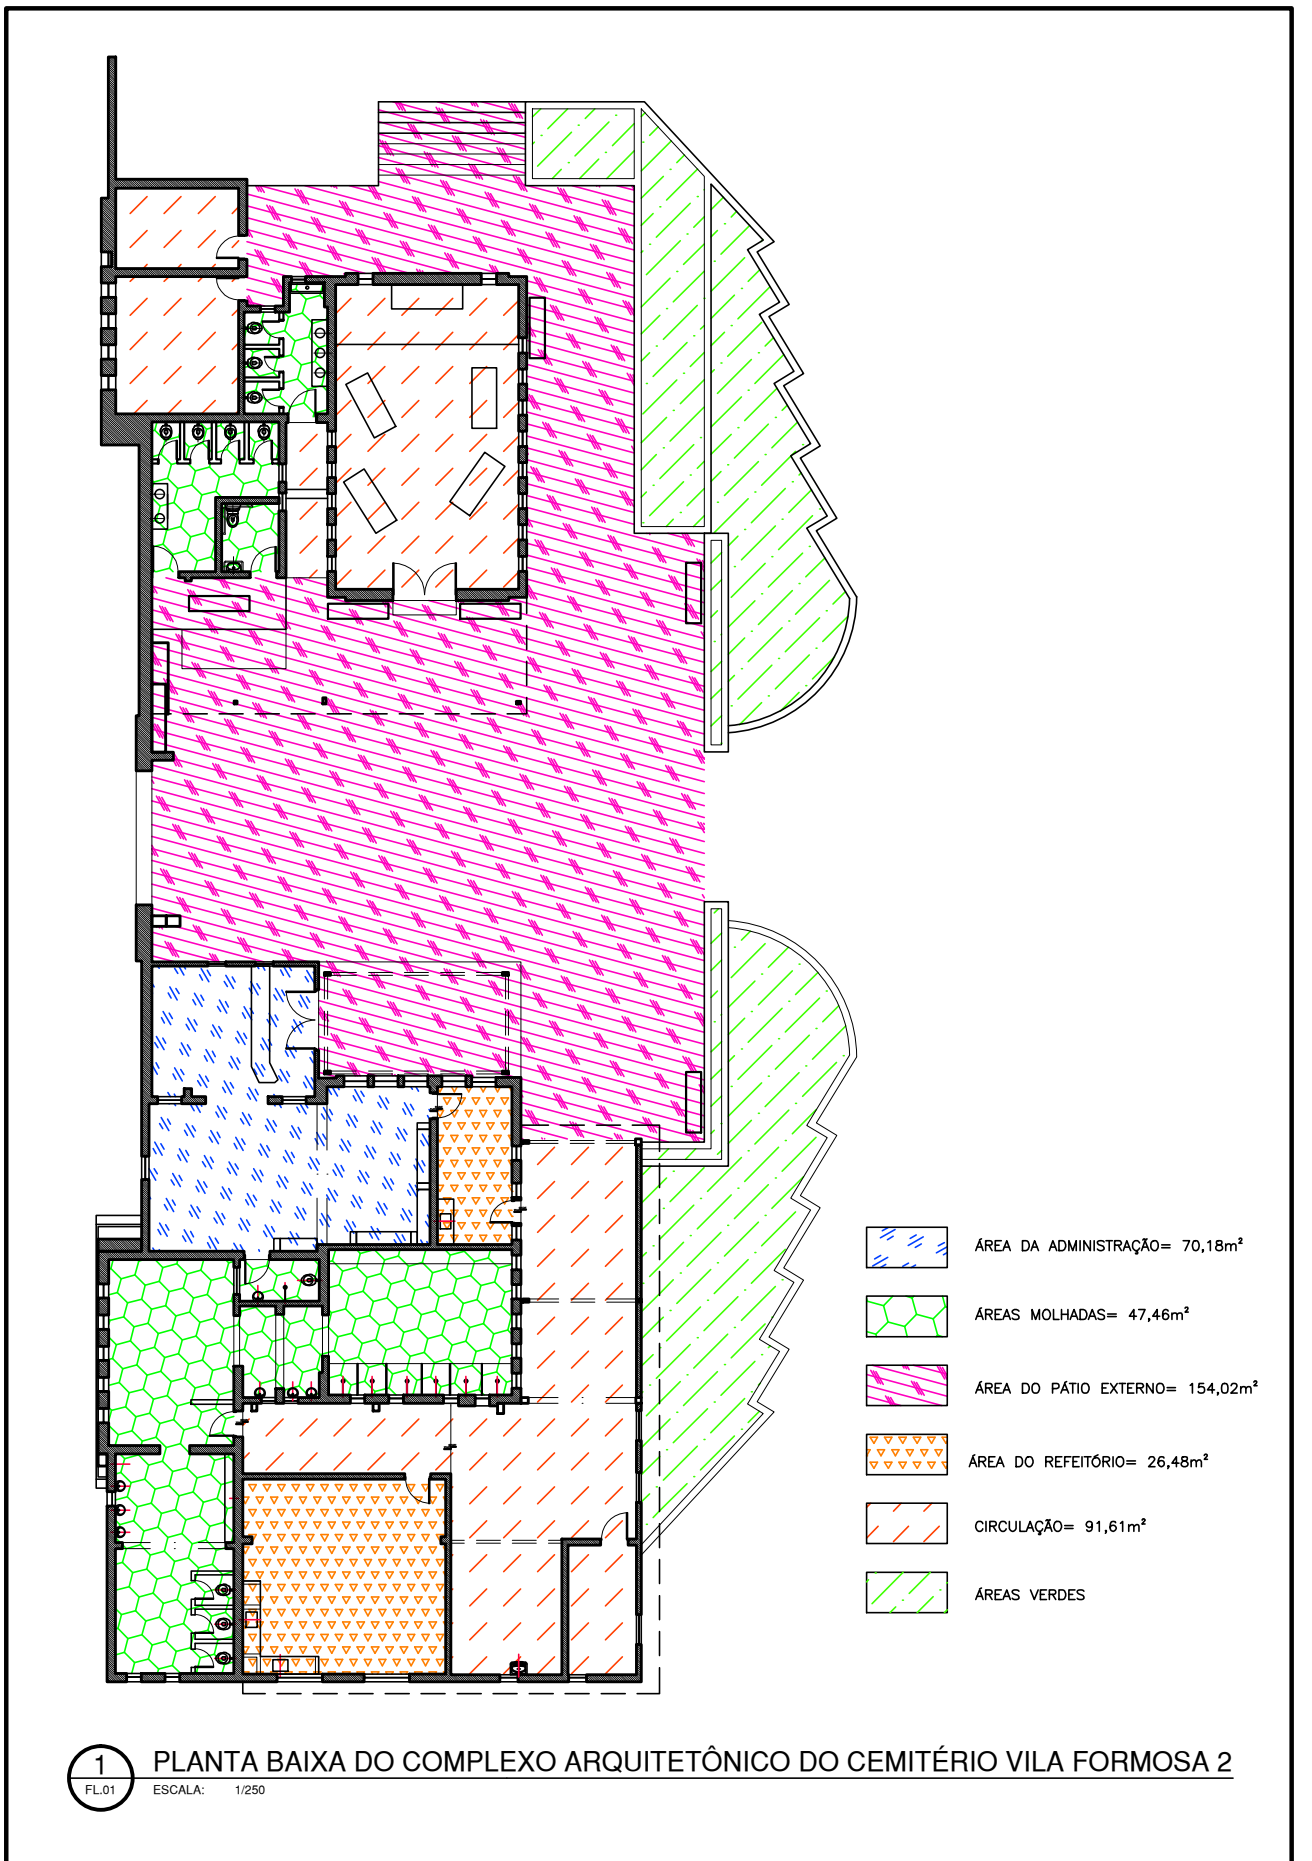 ÁREA DA ADMINISTRAÇÃO= 70,18m²
ÁREAS MOLHADAS= 47,46m²
ÁREA DO PÁTIO EXTERNO= 154,02m²
ÁREA DO REFEITÓRIO= 26,48m²
CIRCULAÇÃO= 91,61m²
ÁREAS VERDES
1 PLANTA BAIXA DO COMPLEXO ARQUITETÔNICO DO CEMITÉRIO VILA FORMOSA 2
FL.01 ESCALA: 1/250